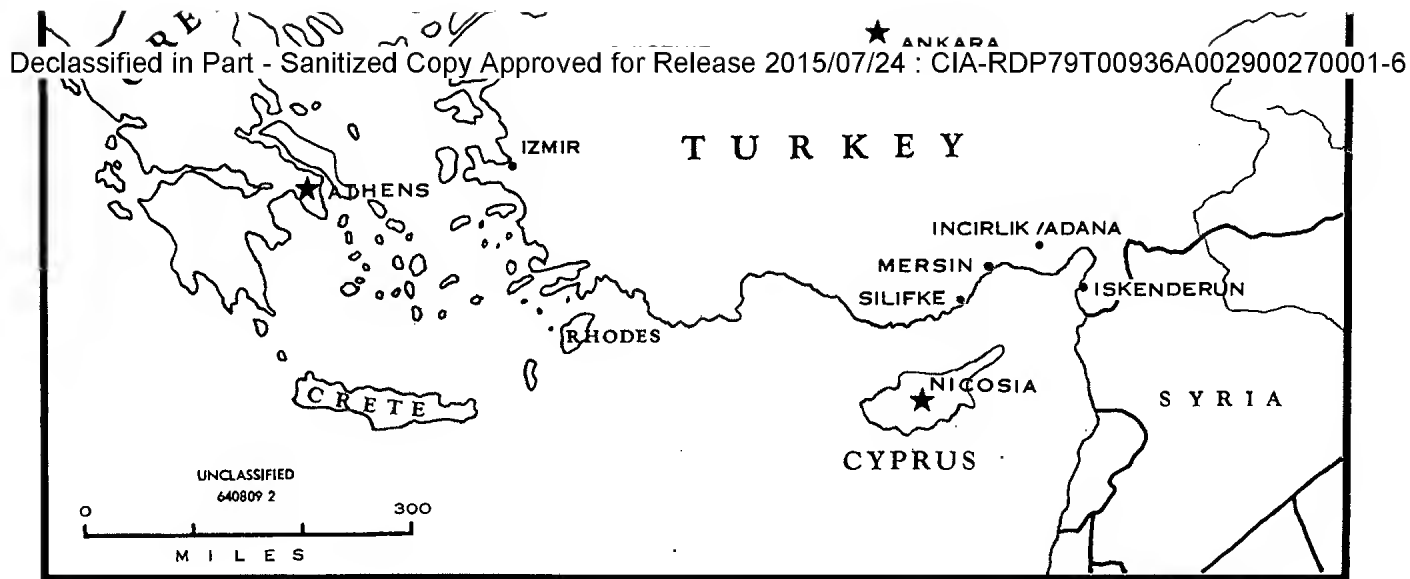 RE
ANKARA
Declassified in Part - Sanitized Copy Approved for Release 2015/07/24 : CIA-RDP79T00936A002900270001-6
IZMIR
TURKEY
ATHENS
INCIRLIK/ADANA
MERSIN
SILIFKE
ISKENDERUN
RHODES
NICOSIA
CRETE
SYRIA
CYPRUS
UNCLASSIFIED
640809 2
0 300
MILES